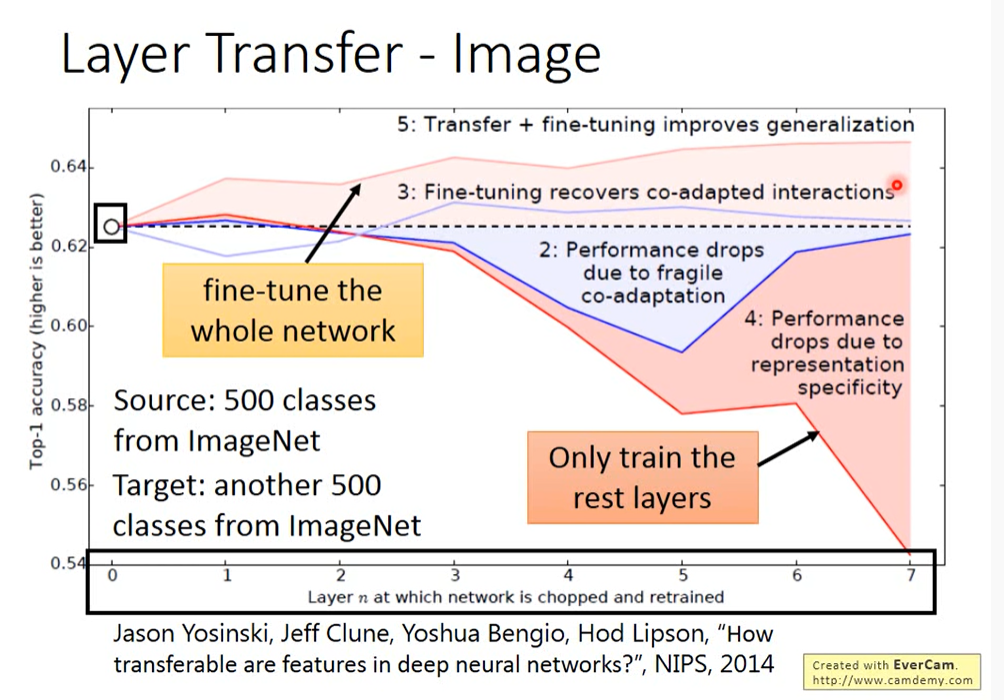 Layer Transfer - Image
5: Transfer + fine-tuning improves generalization
3: Fine-tuning recovers co-adapted interactions
2: Performance drops
due to fragile
co-adaptation
4: Performance
drops due to
representation
specificity
fine-tune the
whole network
Source: 500 classes
from ImageNet
Target: another 500
classes from ImageNet
Only train the
rest layers
Top-1 accuracy (higher is better)
0.64
0.62
0.60
0.58
0.56
0.54
0 1 2 3 4 5 6 7
Layer n at which network is chopped and retrained
Jason Yosinski, Jeff Clune, Yoshua Bengio, Hod Lipson, “How
transferable are features in deep neural networks?”, NIPS, 2014
Created with EverCam.
http://www.camdemy.com